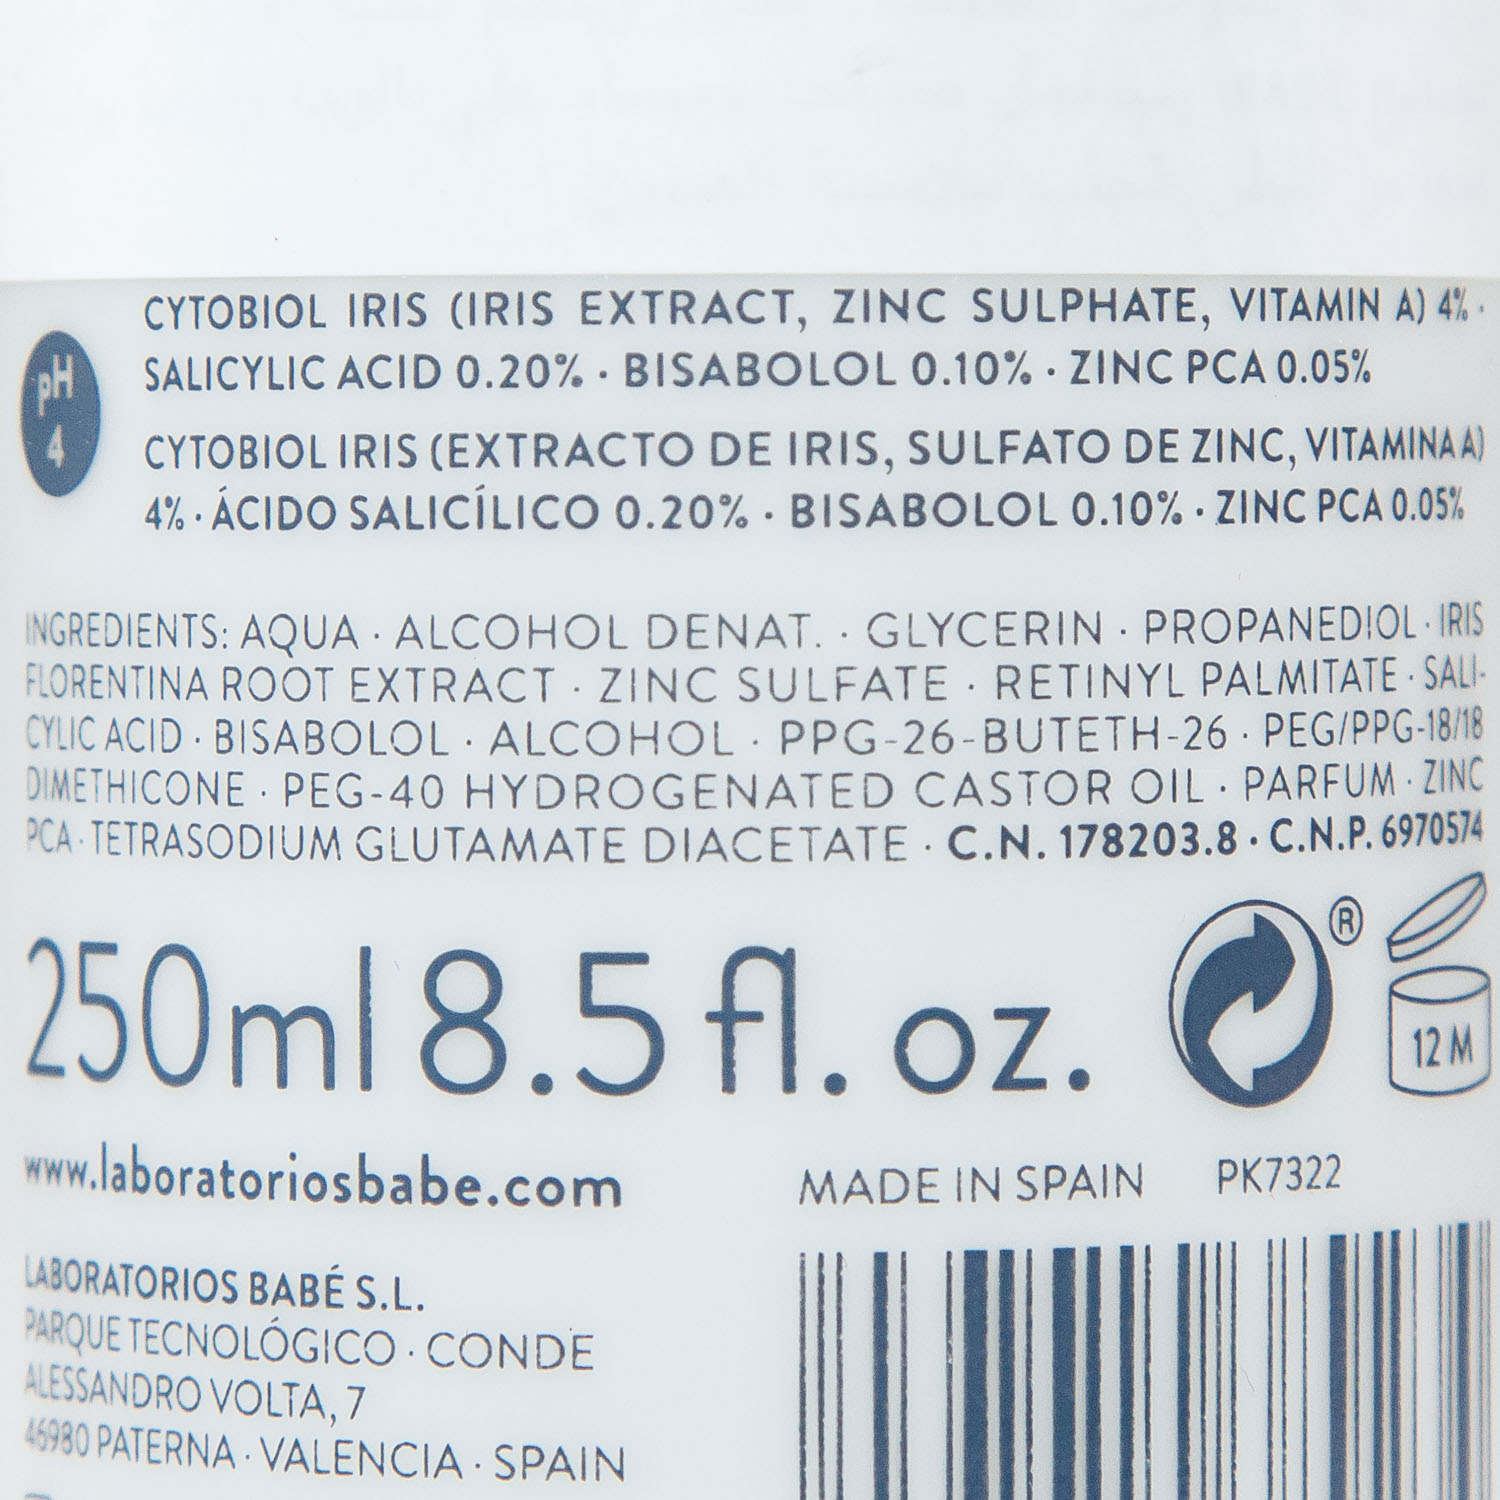 CYTOBIOL IRIS (IRIS EXTRACT, ZINC SULPHATE, VITAMIN A) 4% ·
SALICYLIC ACID 0.20% · BISABOLOL 0.10% · ZINC PCA 0.05%
pH
4
CYTOBIOL IRIS (EXTRACTO DE IRIS, SULFATO DE ZINC, VITAMINA A)
4% · ÁCIDO SALICÍLICO 0.20% · BISABOLOL 0.10% · ZINC PCA 0.05%
INGREDIENTS: AQUA · ALCOHOL DENAT. · GLYCERIN · PROPANEDIOL · IRIS
FLORENTINA ROOT EXTRACT · ZINC SULFATE · RETINYL PALMITATE · SALI-
CYLIC ACID · BISABOLOL · ALCOHOL · PPG-26-BUTETH-26 · PEG/PPG-18/18
DIMETHICONE · PEG-40 HYDROGENATED CASTOR OIL · PARFUM · ZINC
PCA · TETRASODIUM GLUTAMATE DIACETATE · C.N. 178203.8 · C.N.P. 6970574
250ml 8.5 fl. oz.
®
12 M
www.laboratoriosbabe.com
MADE IN SPAIN PK7322
LABORATORIOS BABÉ S.L.
PARQUE TECNOLÓGICO · CONDE
ALESSANDRO VOLTA, 7
46980 PATERNA · VALENCIA · SPAIN